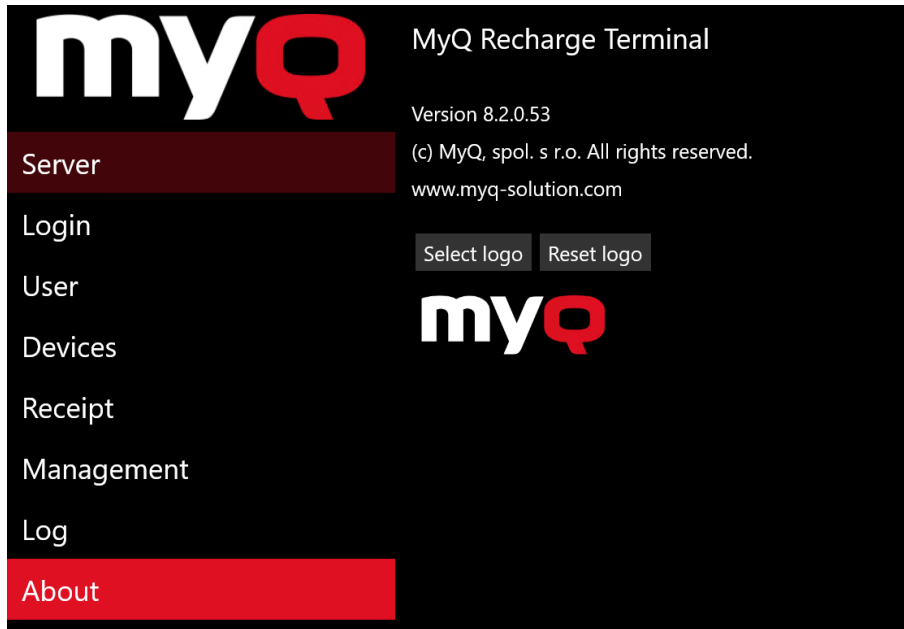 myQ
Server
Login
User
Devices
Receipt
Management
Log
About
MyQ Recharge Terminal
Version 8.2.0.53
(c) MyQ, spol. s r.o. All rights reserved.
www.myq-solution.com
Select logo Reset logo
myQ